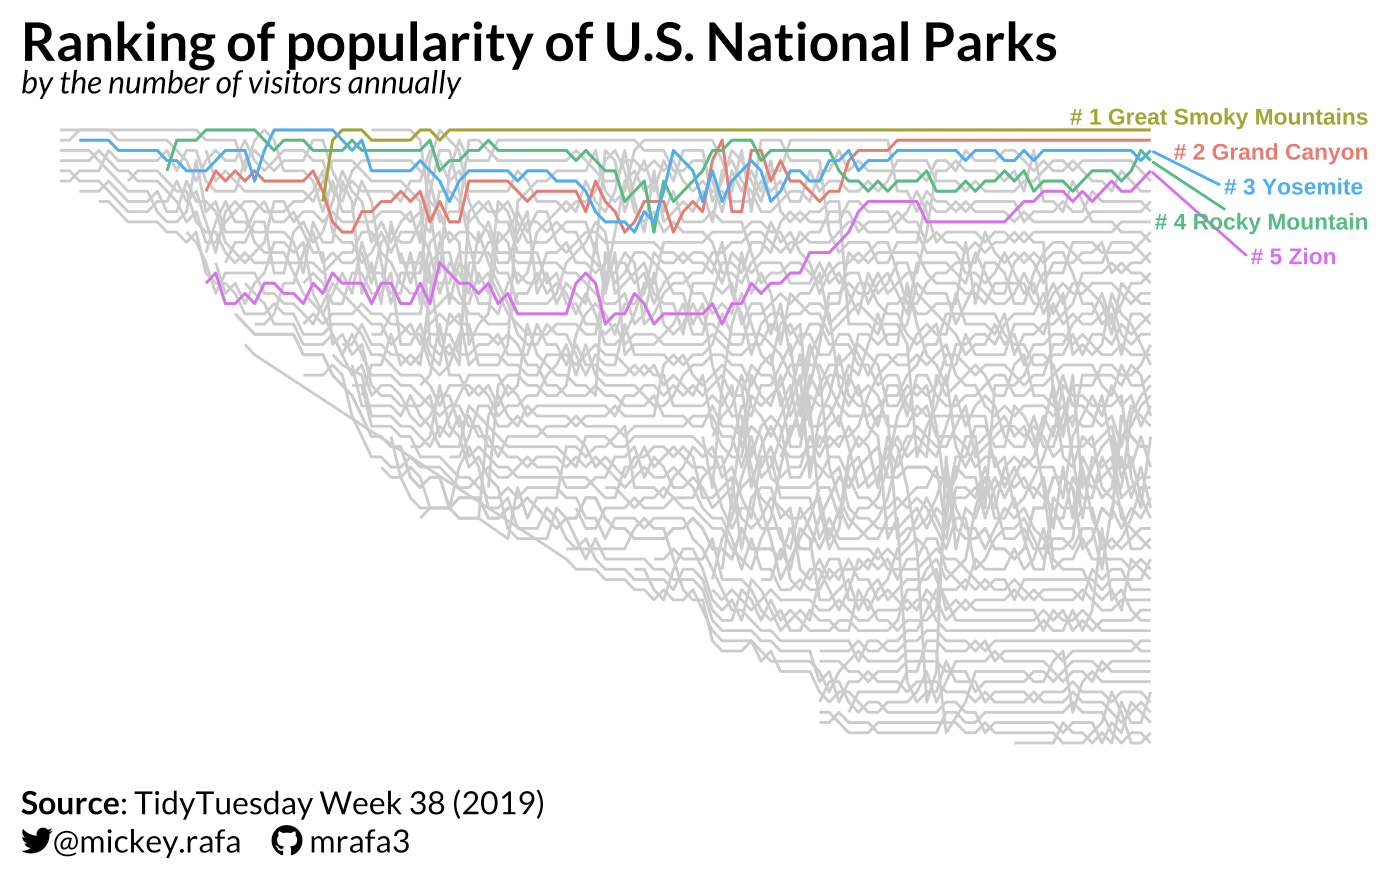 Ranking of popularity of U.S. National Parks
by the number of visitors annually
# 1 Great Smoky Mountains
# 2 Grand Canyon
# 3 Yosemite
# 4 Rocky Mountain
# 5 Zion
Source: TidyTuesday Week 38 (2019)
@mickey.rafa mrafa3